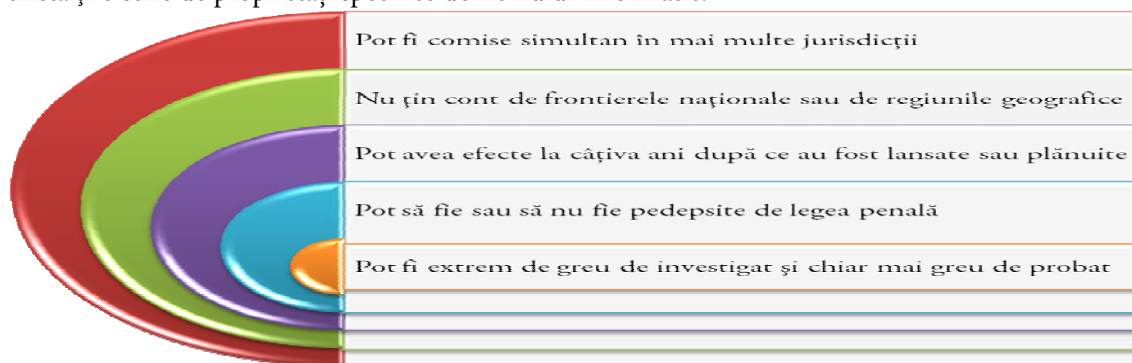 Pot fi comise simultan în mai multe jurisdicţii
Nu ţin cont de frontierele naţionale sau de regiunile geografice
Pot avea efecte la câţiva ani după ce au fost lansate sau plănuite
Pot să fie sau să nu fie pedepsite de legea penală
Pot fi extrem de greu de investigat şi chiar mai greu de probat